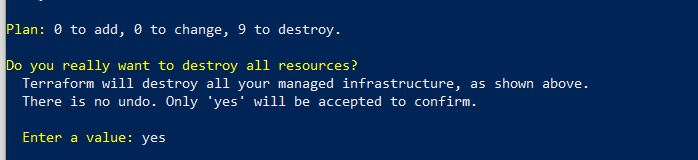 Plan: 0 to add, 0 to change, 9 to destroy.
Do you really want to destroy all resources?
Terraform will destroy all your managed infrastructure, as shown above.
There is no undo. Only 'yes' will be accepted to confirm.
Enter a value: yes